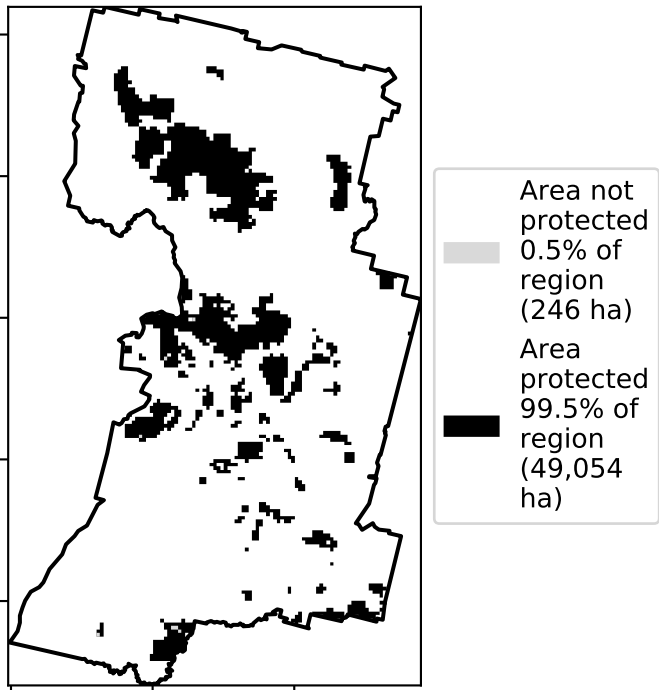 Area not
protected
0.5% of
region
(246 ha)
Area
protected
99.5% of
region
(49,054
ha)